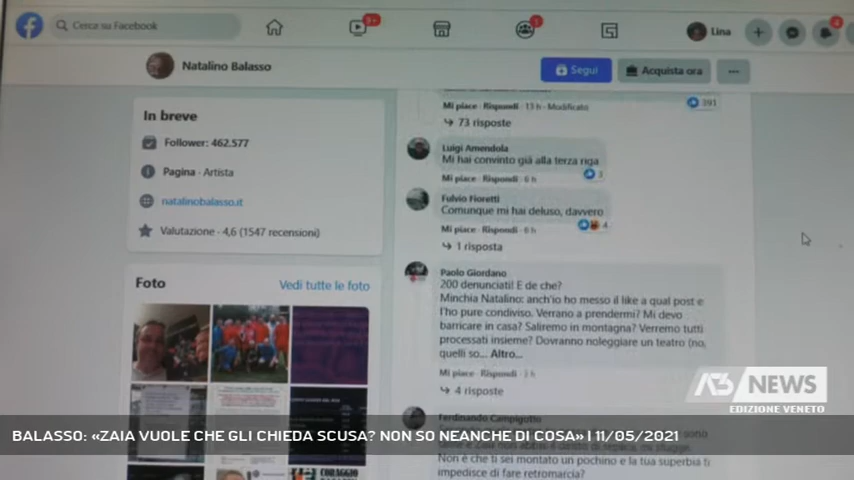 Cerca su Facebook
9+
1
Lina
4
Natalino Balasso
Segui
Acquista ora
In breve
Follower: 462.577
Pagina · Artista
natalinobalasso.it
Valutazione · 4,6 (1547 recensioni)
Foto
Vedi tutte le foto
Mi piace · Rispondi · 13 h · Modificato
391
73 risposte
Luigi Amendola
Mi hai convinto già alla terza riga
3
Mi piace · Rispondi · 6 h
Fulvio Fioretti
Comunque mi hai deluso, davvero
4
Mi piace · Rispondi · 6 h
1 risposta
Paolo Giordano
200 denunciati! E de che?
Minchia Natalino: anch'io ho messo il like a qual post e
l'ho pure condiviso. Verrano a prendermi? Mi devo
barricare in casa? Saliremo in montagna? Verremo tutti
processati insieme? Dovranno noleggiare un teatro (no,
quelli so... Altro...
Mi piace · Rispondi ·
4 risposte
Ferdinando Campigotto
sono
Non è che ti sei montato un pochino e la tua superbia ti
impedisce di fare retromarcia?
A3 NEWS
EDIZIONE VENETO
BALASSO: «ZAIA VUOLE CHE GLI CHIEDA SCUSA? NON SO NEANCHE DI COSA» | 11/05/2021